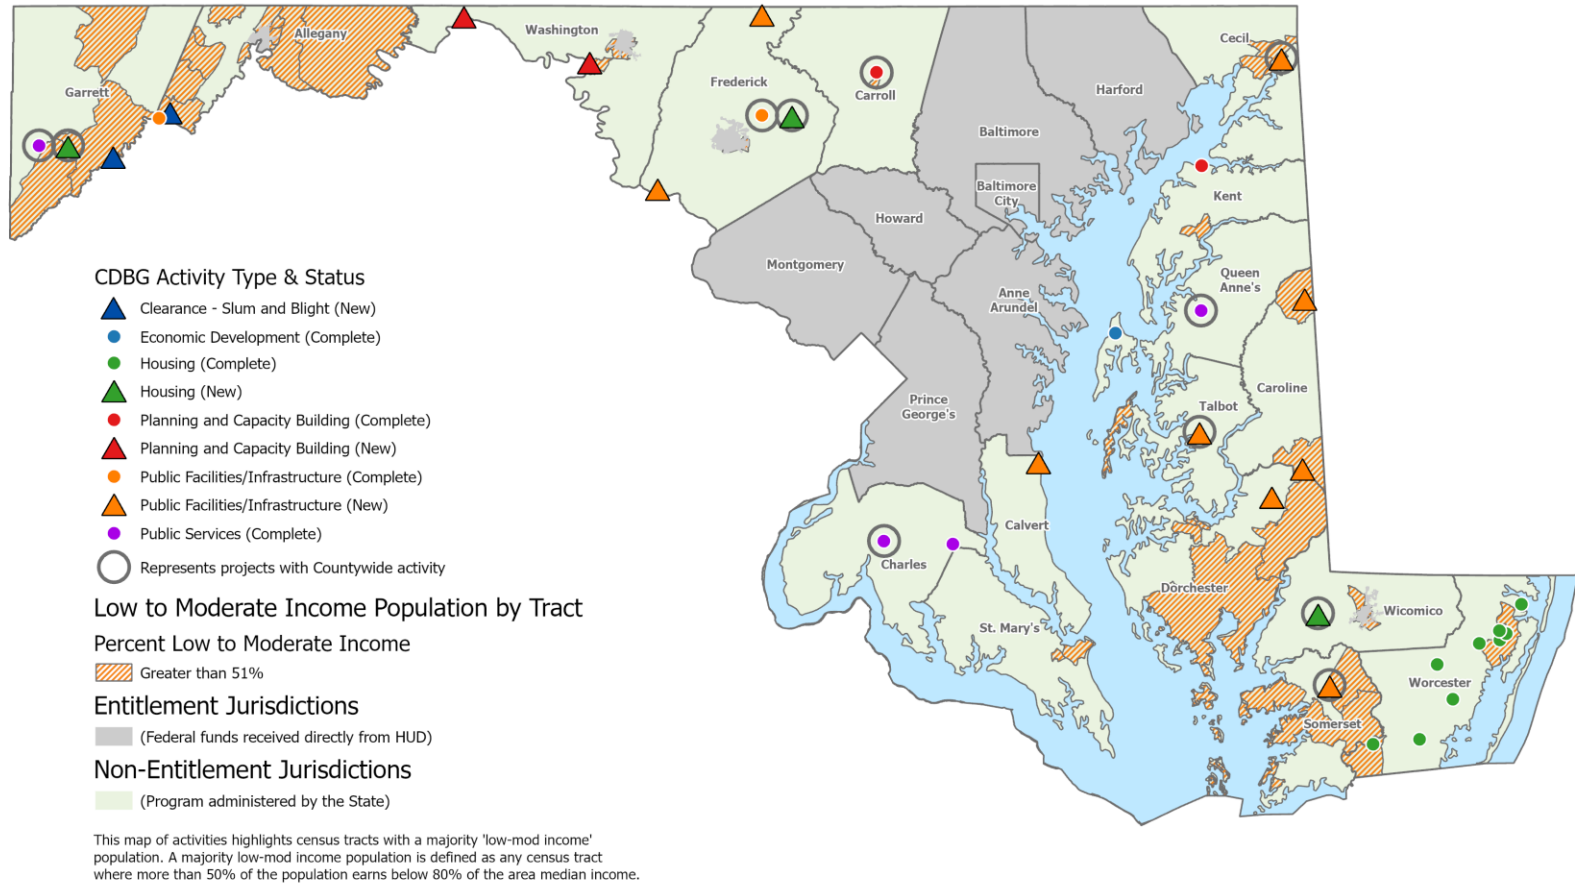 Allegany
Washington
Garrett
Frederick
Carroll
Cecil
Harford
Baltimore
Baltimore
City
Kent
Howard
Montgomery
Queen
Anne's
Anne
Arundel
Caroline
Talbot
Prince
George's
Calvert
Charles
Dorchester
St. Mary's
Wicomico
Worcester
Somerset
CDBG Activity Type & Status
Clearance - Slum and Blight (New)
Economic Development (Complete)
Housing (Complete)
Housing (New)
Planning and Capacity Building (Complete)
Planning and Capacity Building (New)
Public Facilities/Infrastructure (Complete)
Public Facilities/Infrastructure (New)
Public Services (Complete)
Represents projects with Countywide activity
Low to Moderate Income Population by Tract
Percent Low to Moderate Income
Greater than 51%
Entitlement Jurisdictions
(Federal funds received directly from HUD)
Non-Entitlement Jurisdictions
(Program administered by the State)
This map of activities highlights census tracts with a majority 'low-mod income'
population. A majority low-mod income population is defined as any census tract
where more than 50% of the population earns below 80% of the area median income.